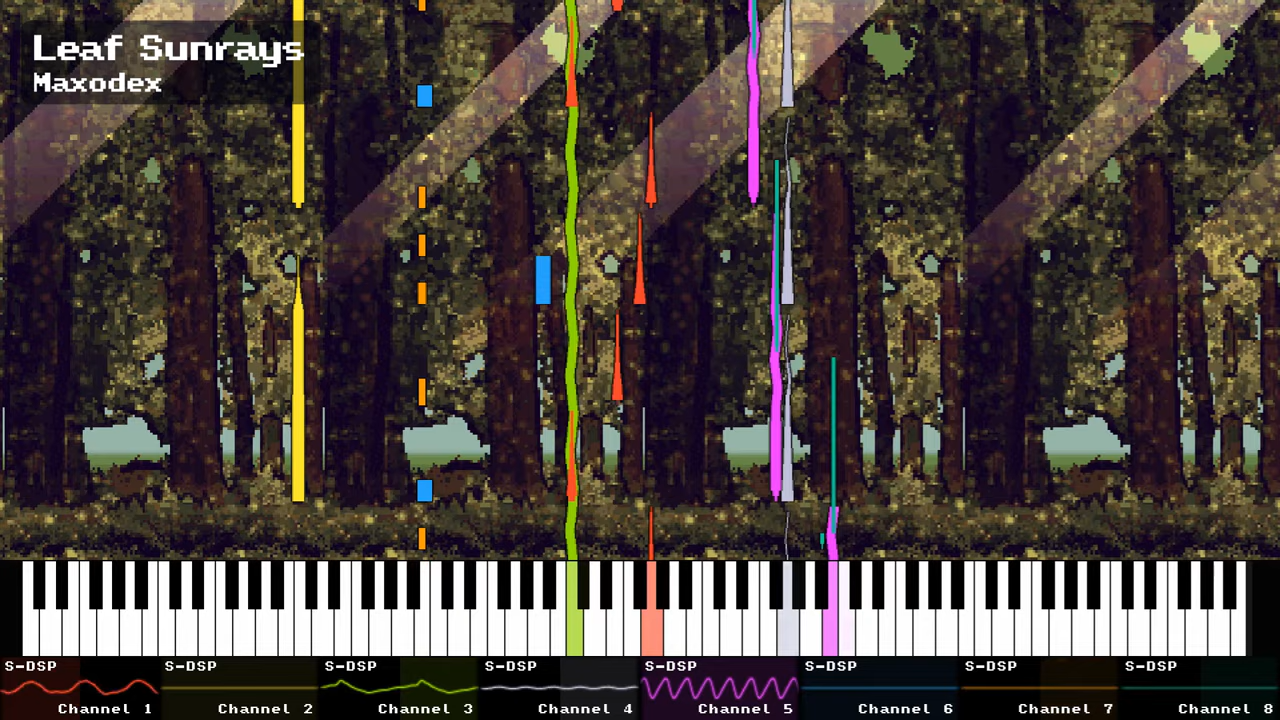 Leaf Sunrays
Maxodex
S-DSP S-DSP S-DSP S-DSP S-DSP S-DSP S-DSP S-DSP
Channel 1 Channel 2 Channel 3 Channel 4 Channel 5 Channel 6 Channel 7 Channel 8